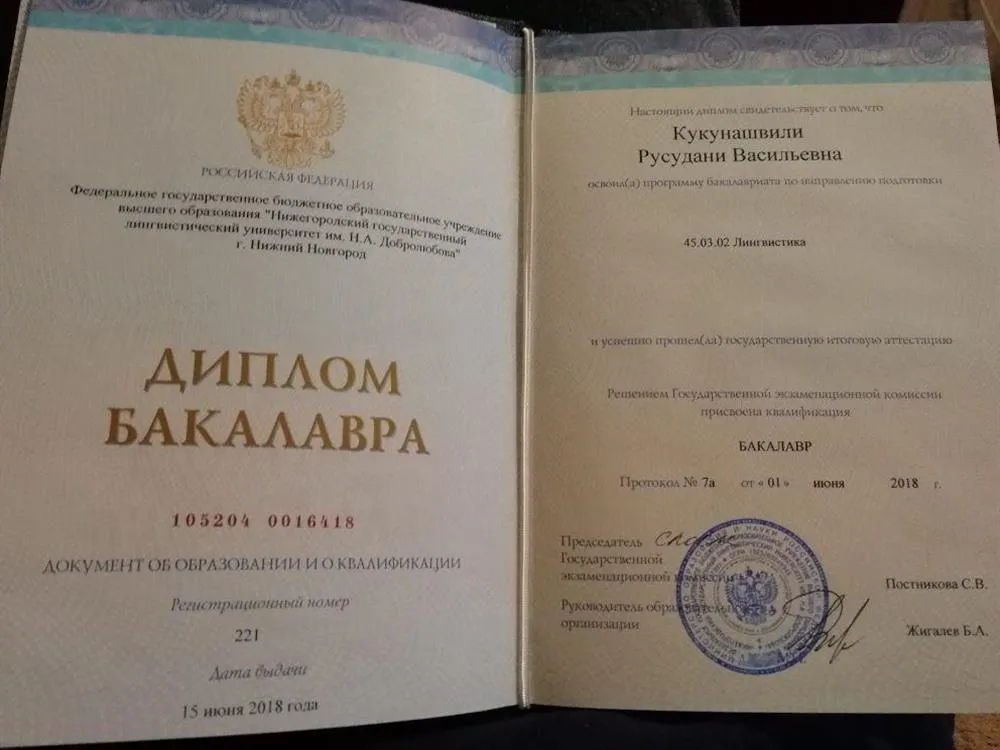 РОССИЙСКАЯ ФЕДЕРАЦИЯ
Федеральное государственное бюджетное образовательное учреждение
высшего образования "Нижегородский государственный
лингвистический университет им. Н.А. Добролюбова"
г. Нижний Новгород
ДИПЛОМ
БАКАЛАВРА
105204 0016418
ДОКУМЕНТ ОБ ОБРАЗОВАНИИ И О КВАЛИФИКАЦИИ
Регистрационный номер
221
Дата выдачи
15 июня 2018 года
Настоящий диплом свидетельствует о том, что
Кукунашвили
Русудани Васильевна
освоил(а) программу бакалавриата по направлению подготовки
45.03.02 Лингвистика
и успешно прошел(ла) государственную итоговую аттестацию
Решением Государственной экзаменационной комиссии
присвоена квалификация
БАКАЛАВР
Протокол № 7а от « 01 » июня 2018 г.
Председатель
Государственной
экзаменационной комиссии
Постникова С.В.
Руководитель образовательной
организации
Жигалев Б.А.